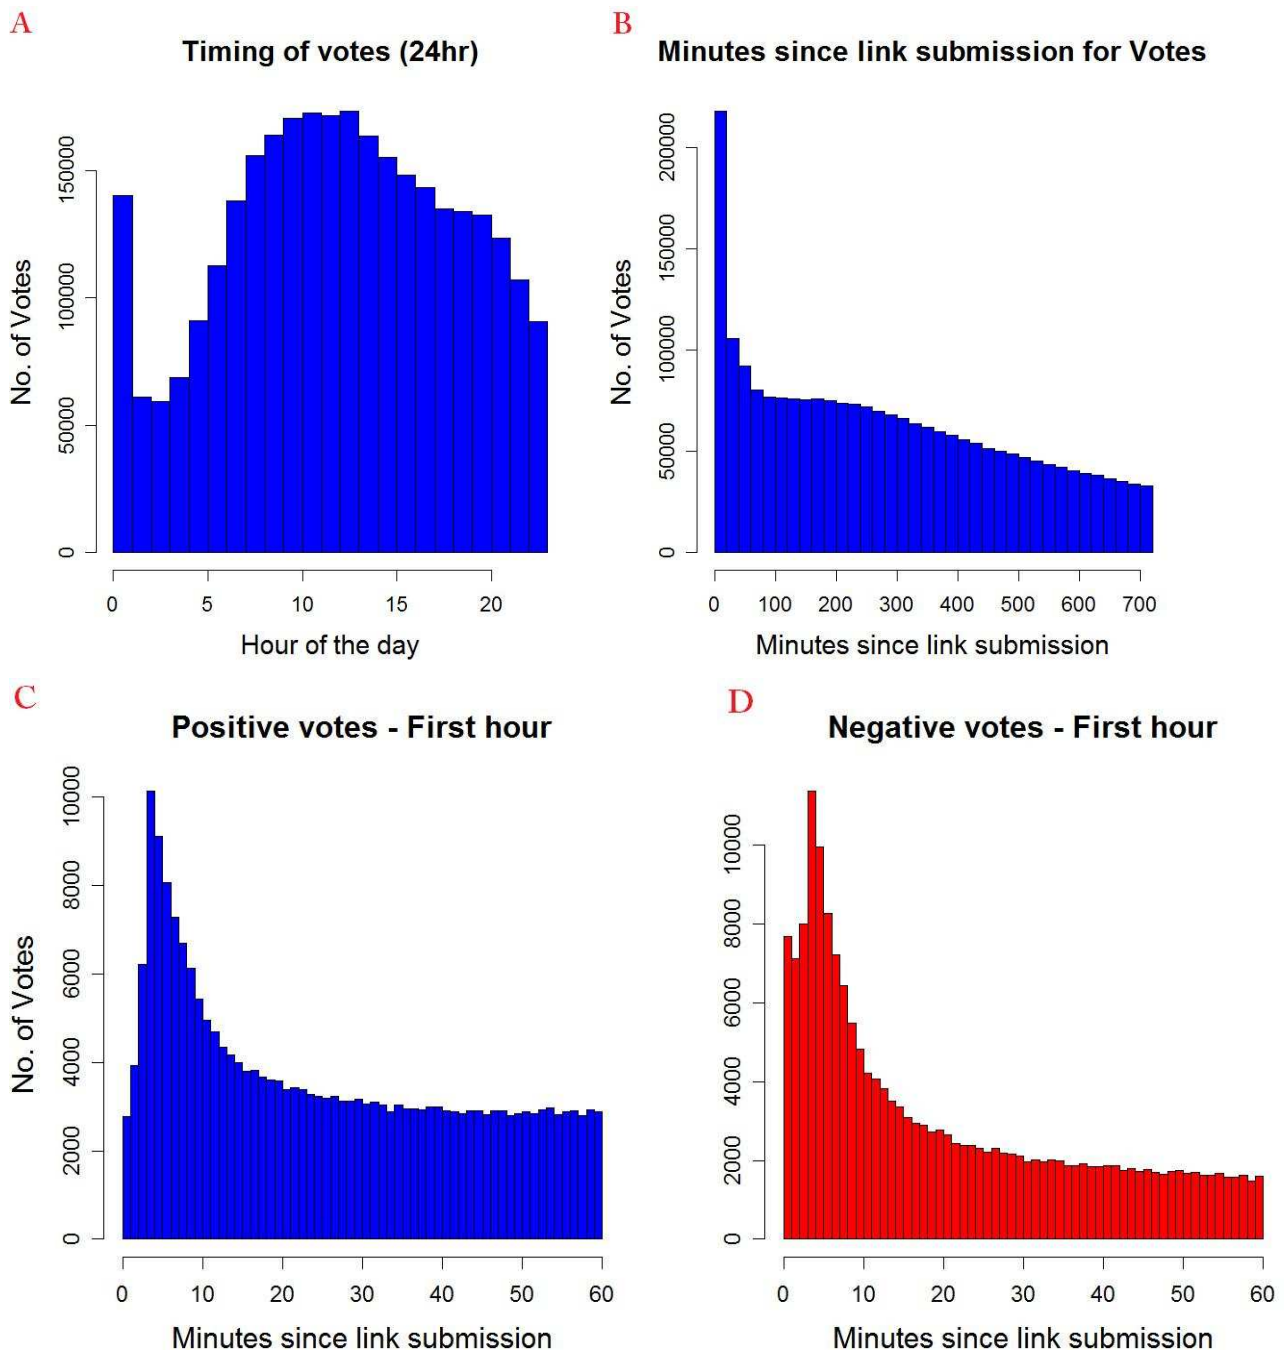 A
Timing of votes (24hr)
No. of Votes
0
50000
100000
150000
0 5 10 15 20
Hour of the day
B
Minutes since link submission for Votes
No. of Votes
0
50000
100000
150000
200000
0 100 200 300 400 500 600 700
Minutes since link submission
C
Positive votes - First hour
No. of Votes
0
2000
4000
6000
8000
10000
0 10 20 30 40 50 60
Minutes since link submission
D
Negative votes - First hour
0
2000
4000
6000
8000
10000
0 10 20 30 40 50 60
Minutes since link submission